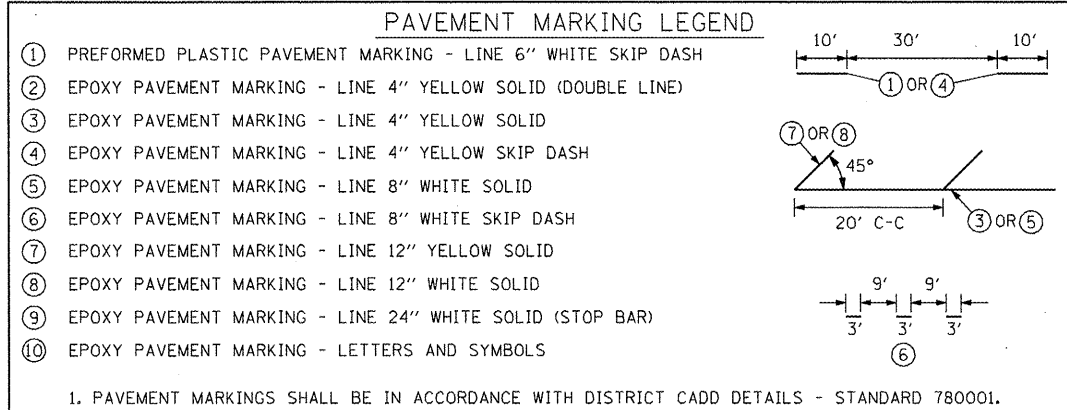 PAVEMENT MARKING LEGEND
1 PREFORMED PLASTIC PAVEMENT MARKING - LINE 6" WHITE SKIP DASH
2 EPOXY PAVEMENT MARKING - LINE 4" YELLOW SOLID (DOUBLE LINE)
3 EPOXY PAVEMENT MARKING - LINE 4" YELLOW SOLID
4 EPOXY PAVEMENT MARKING - LINE 4" YELLOW SKIP DASH
5 EPOXY PAVEMENT MARKING - LINE 8" WHITE SOLID
6 EPOXY PAVEMENT MARKING - LINE 8" WHITE SKIP DASH
7 EPOXY PAVEMENT MARKING - LINE 12" YELLOW SOLID
8 EPOXY PAVEMENT MARKING - LINE 12" WHITE SOLID
9 EPOXY PAVEMENT MARKING - LINE 24" WHITE SOLID (STOP BAR)
10 EPOXY PAVEMENT MARKING - LETTERS AND SYMBOLS
1. PAVEMENT MARKINGS SHALL BE IN ACCORDANCE WITH DISTRICT CADD DETAILS - STANDARD 780001.
10' 30' 10'
1 OR 4
7 OR 8
45°
20' C-C 3 OR 5
9' 9'
3' 3' 3'
6